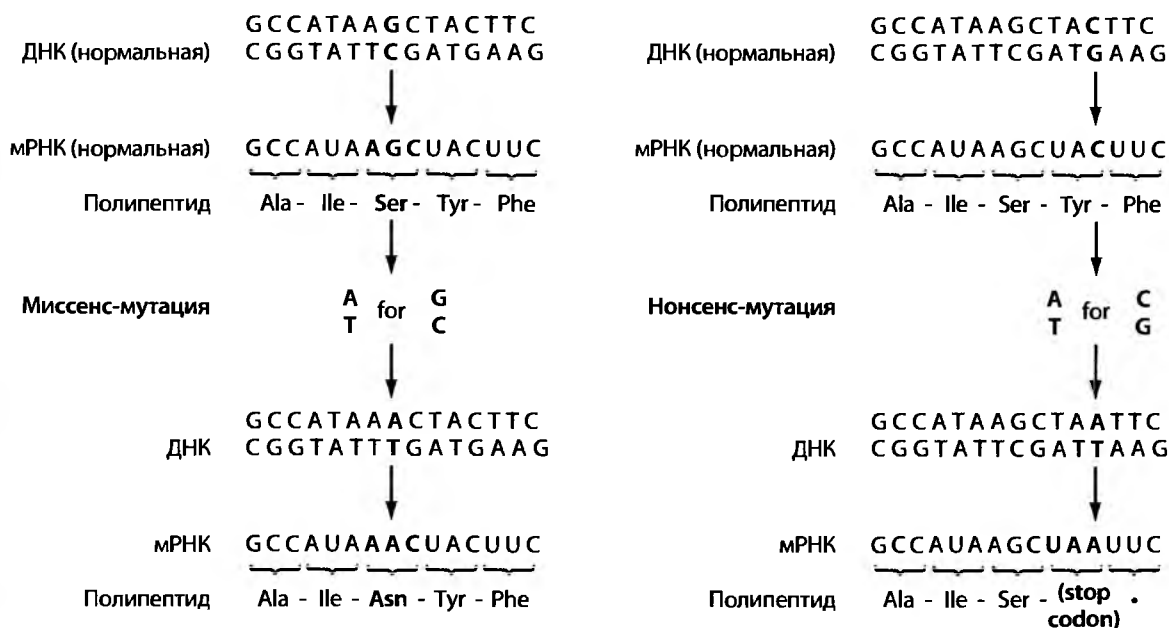 GCCATAAGCTACTTC
ДНК (нормальная) CGGTATTCGATGAAG
мРНК (нормальная) GCCAUAAGCUACUUC
Полипептид Ala - Ile - Ser - Tyr - Phe
A for G
Миссенс-мутация
T C
GCCATAAACTACTTC
ДНК CGGTATTTGATGAAG
мРНК GCCAUAAACUACUUC
Полипептид Ala - Ile - Asn - Tyr - Phe
GCCATAAGCTACTTC
ДНК (нормальная) CGGTATTCGATGAAG
мРНК (нормальная) GCCAUAAGCUACUUC
Полипептид Ala - Ile - Ser - Tyr - Phe
A for C
Нонсенс-мутация
T G
GCCATAAGCTAATTC
ДНК CGGTATTCGATTAAG
мРНК GCCAUAAGCUAAUUC
Полипептид Ala - Ile - Ser - (stop
codon)